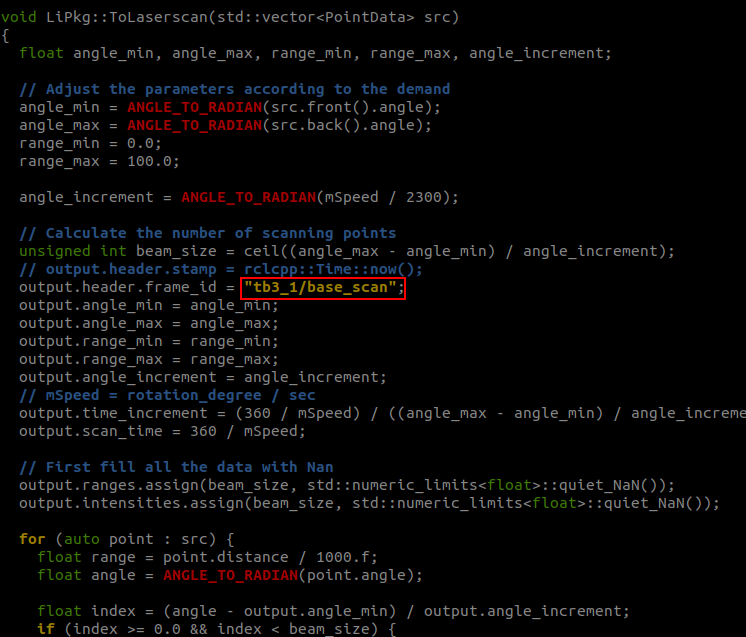 void LiPkg::ToLaserscan(std::vector<PointData> src)
{
  float angle_min, angle_max, range_min, range_max, angle_increment;

  // Adjust the parameters according to the demand
  angle_min = ANGLE_TO_RADIAN(src.front().angle);
  angle_max = ANGLE_TO_RADIAN(src.back().angle);
  range_min = 0.0;
  range_max = 100.0;

  angle_increment = ANGLE_TO_RADIAN(mSpeed / 2300);

  // Calculate the number of scanning points
  unsigned int beam_size = ceil((angle_max - angle_min) / angle_increment);
  // output.header.stamp = rclcpp::Time::now();
  output.header.frame_id = "tb3_1/base_scan";
  output.angle_min = angle_min;
  output.angle_max = angle_max;
  output.range_min = range_min;
  output.range_max = range_max;
  output.angle_increment = angle_increment;
  // mSpeed = rotation_degree / sec
  output.time_increment = (360 / mSpeed) / ((angle_max - angle_min) / angle_increme
  output.scan_time = 360 / mSpeed;

  // First fill all the data with Nan
  output.ranges.assign(beam_size, std::numeric_limits<float>::quiet_NaN());
  output.intensities.assign(beam_size, std::numeric_limits<float>::quiet_NaN());

  for (auto point : src) {
    float range = point.distance / 1000.f;
    float angle = ANGLE_TO_RADIAN(point.angle);

    float index = (angle - output.angle_min) / output.angle_increment;
    if (index >= 0.0 && index < beam_size) {